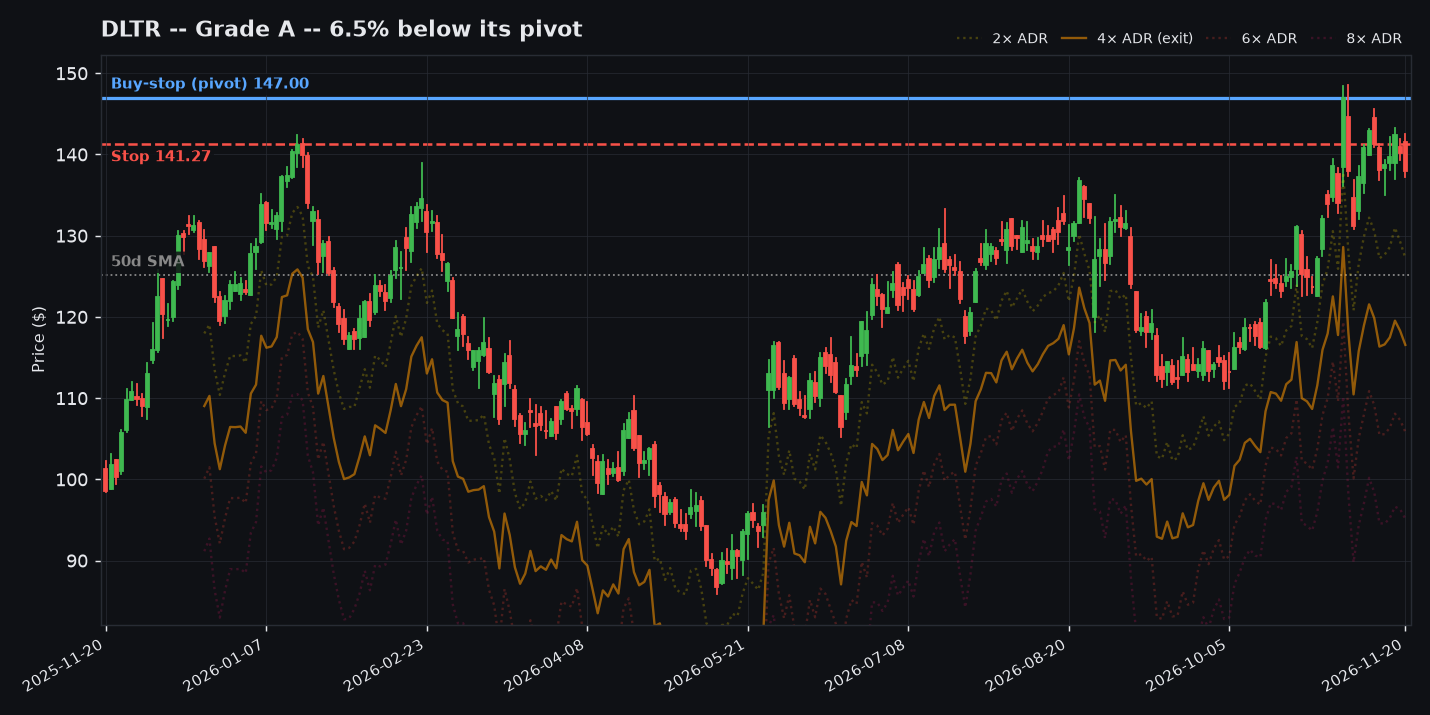 DLTR -- Grade A -- 6.5% below its pivot
2× ADR
4× ADR (exit)
6× ADR
8× ADR
Buy-stop (pivot) 147.00
Stop 141.27
50d SMA
Price ($)
150
140
130
120
110
100
90
2025-11-20
2026-01-07
2026-02-23
2026-04-08
2026-05-21
2026-07-08
2026-08-20
2026-10-05
2026-11-20